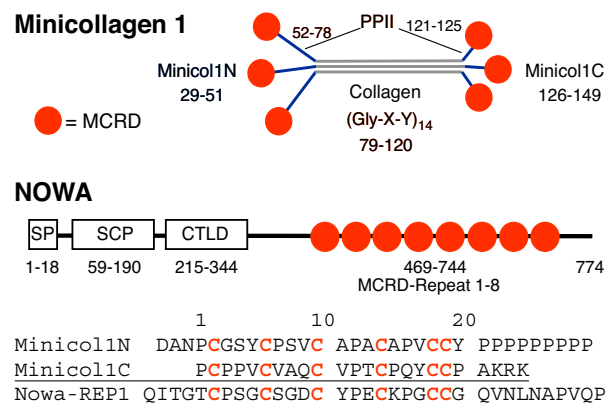 Minicollagen 1
52-78 PPII 121-125
Minicol1N
29-51
Minicol1C
126-149
Collagen
(Gly-X-Y)14
79-120
= MCRD
NOWA
SP SCP CTLD
1-18 59-190 215-344 469-744 774
MCRD-Repeat 1-8
1 10 20
Minicol1N DANPCGSYCPSVC APACAPVCCY PPPPPPPPP
Minicol1C PCPPVCVAQC VPTCPQYCCP AKRK
Nowa-REP1 QITGTCPSGCSGDC YPECKPGCCG QVNLNAPVQP